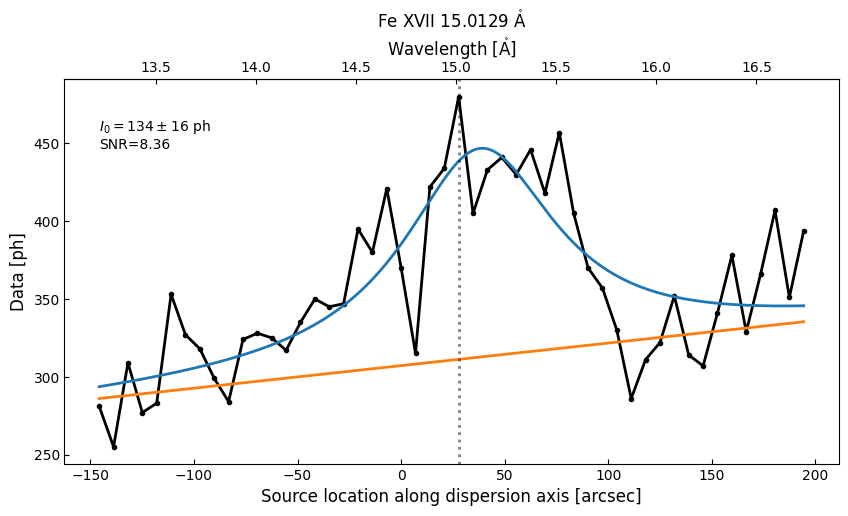 Fe XVII 15.0129 Å
Wavelength [Å]
13.5 14.0 14.5 15.0 15.5 16.0 16.5
I₀ = 134 ± 16 ph
SNR=8.36
450
400
350
300
250
Data [ph]
−150 −100 −50 0 50 100 150 200
Source location along dispersion axis [arcsec]